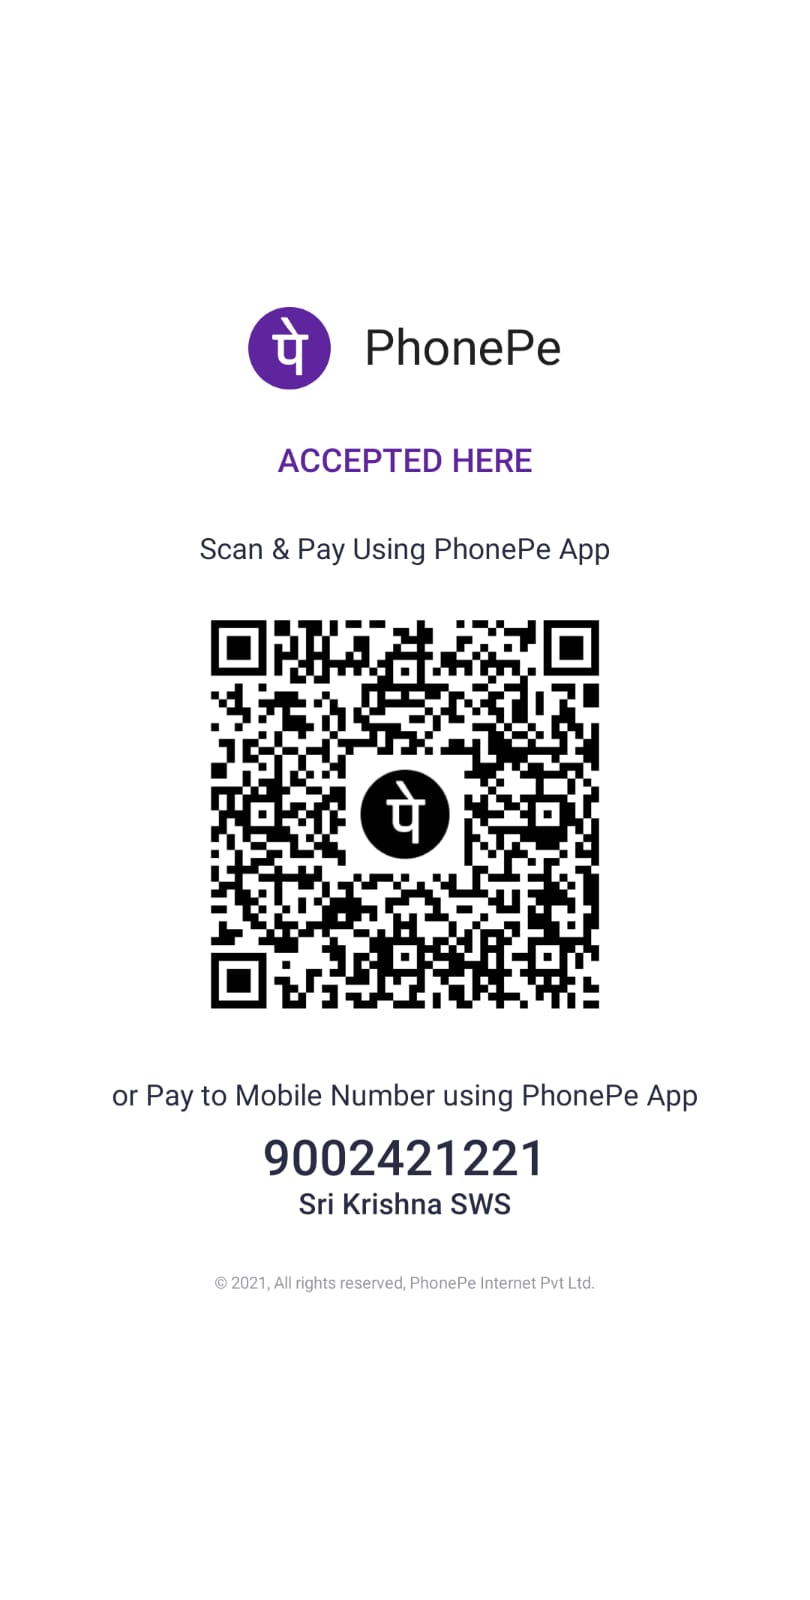 पे PhonePe
ACCEPTED HERE
Scan & Pay Using PhonePe App
पे
or Pay to Mobile Number using PhonePe App
9002421221
Sri Krishna SWS
© 2021, All rights reserved, PhonePe Internet Pvt Ltd.